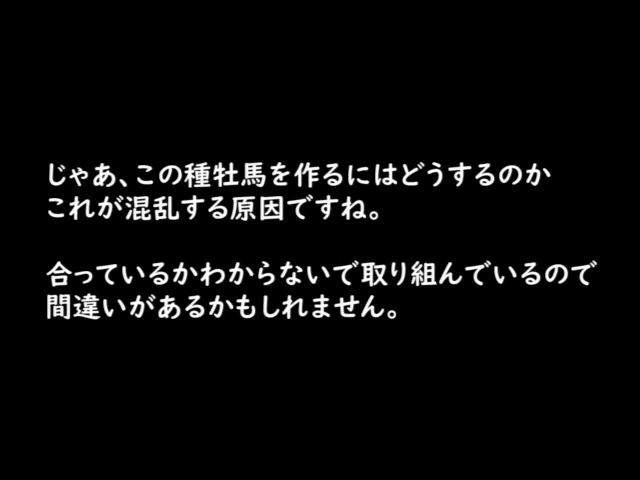 じゃあ、この種牡馬を作るにはどうするのか
これが混乱する原因ですね。
合っているかわからないで取り組んでいるので
間違いがあるかもしれません。